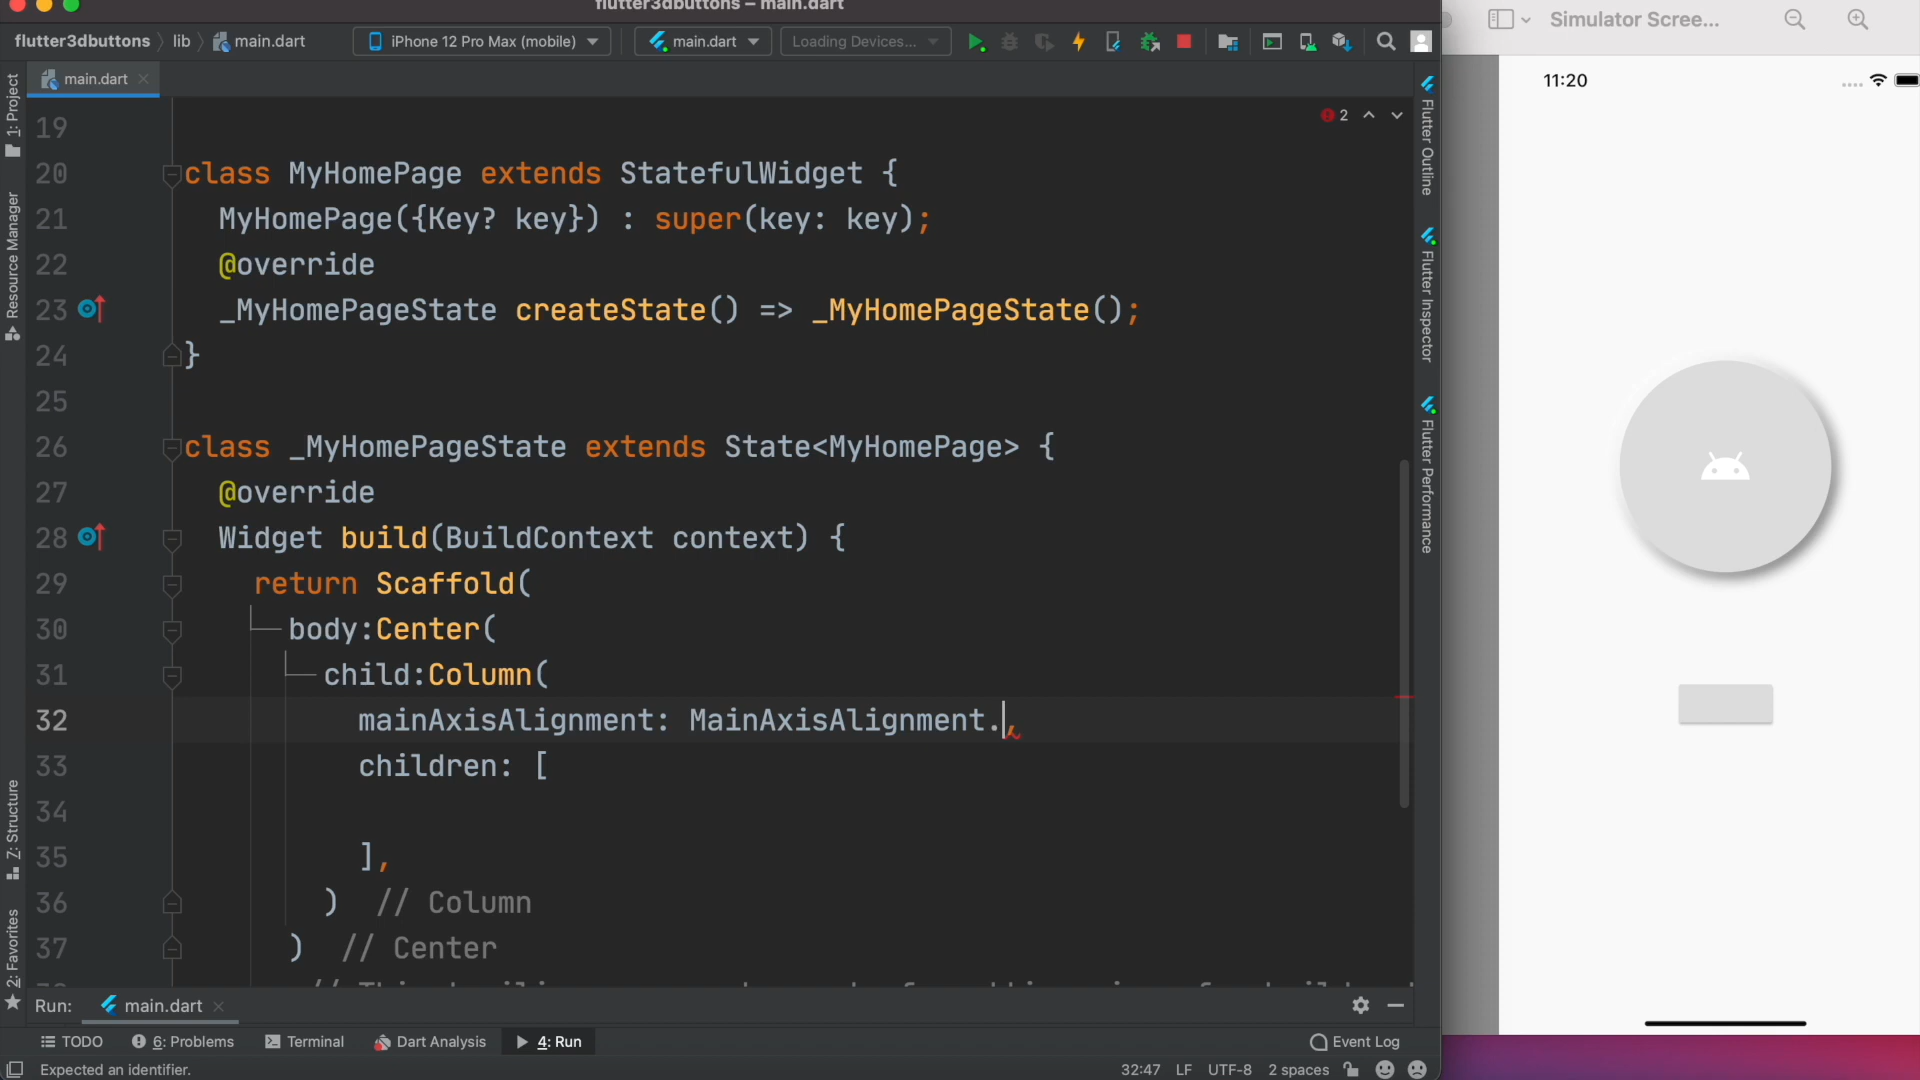 flutter3dbuttons – main.dart
Simulator Scree...
flutter3dbuttons lib main.dart iPhone 12 Pro Max (mobile) main.dart Loading Devices...
main.dart
11:20
2
1: Project
Resource Manager
Z: Structure
2: Favorites
Flutter Outline
Flutter Inspector
Flutter Performance
19
20 class MyHomePage extends StatefulWidget {
21 MyHomePage({Key? key}) : super(key: key);
22 @override
23 _MyHomePageState createState() => _MyHomePageState();
24 }
25
26 class _MyHomePageState extends State<MyHomePage> {
27 @override
28 Widget build(BuildContext context) {
29 return Scaffold(
30 body:Center(
31 child:Column(
32 mainAxisAlignment: MainAxisAlignment.,
33 children: [
34
35 ],
36 ) // Column
37 ) // Center
Run: main.dart
TODO 6: Problems Terminal Dart Analysis 4: Run Event Log
Expected an identifier. 32:47 LF UTF-8 2 spaces